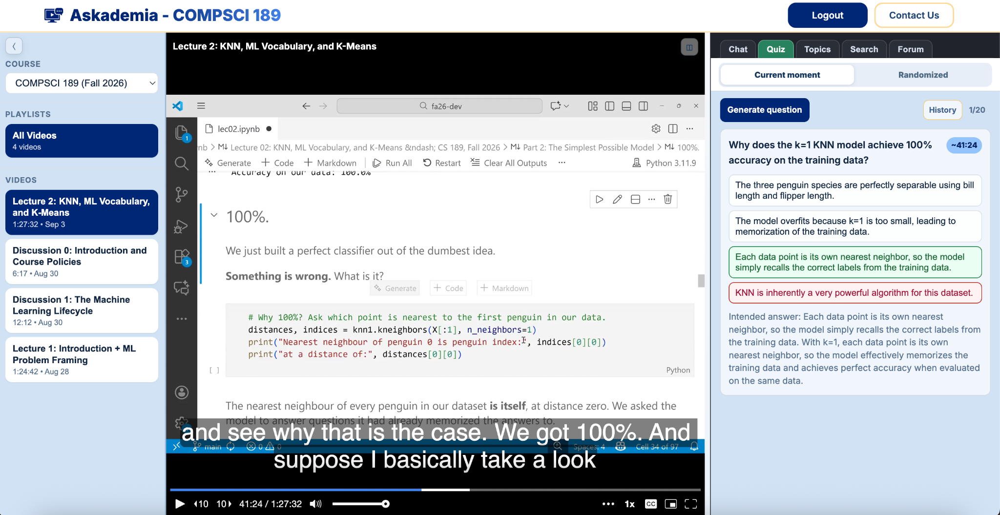 Askademia - COMPSCI 189
Logout
Contact Us
COURSE
COMPSCI 189 (Fall 2026)
PLAYLISTS
All Videos
4 videos
VIDEOS
Lecture 2: KNN, ML Vocabulary,
and K-Means
1:27:32 • Sep 3
Discussion 0: Introduction and
Course Policies
6:17 • Aug 30
Discussion 1: The Machine
Learning Lifecycle
12:12 • Aug 30
Lecture 1: Introduction + ML
Problem Framing
1:24:42 • Aug 28
Lecture 2: KNN, ML Vocabulary, and K-Means
fa26-dev
lec02.ipynb
nb > M↓ Lecture 02: KNN, ML Vocabulary, and K-Means &ndash; CS 189, Fall 2026 > M↓ Part 2: The Simplest Possible Model > M↓ 100%.
Generate + Code + Markdown Run All Restart Clear All Outputs ... Python 3.11.9
... Accuracy on our data: 100.0%
100%.
We just built a perfect classifier out of the dumbest idea.
Something is wrong. What is it?
Generate + Code + Markdown
# Why 100%? Ask which point is nearest to the first penguin in our data.
distances, indices = knn1.kneighbors(X[:1], n_neighbors=1)
print("Nearest neighbour of penguin 0 is penguin index:", indices[0][0])
print("at a distance of:", distances[0][0])
[ ]
Python
The nearest neighbour of every penguin in our dataset is itself, at distance zero. We asked the
model to answer questions it had already memorized the answers to.
1
3
and see why that is the case. We got 100%. And
suppose I basically take a look
main 0 0 Spaces: 4 Cell 34 of 97
10 10 41:24 / 1:27:32
1x
CC
Chat
Quiz
Topics
Search
Forum
Current moment
Randomized
Generate question
History
1/20
Why does the k=1 KNN model achieve 100%
accuracy on the training data?
~41:24
The three penguin species are perfectly separable using bill
length and flipper length.
The model overfits because k=1 is too small, leading to
memorization of the training data.
Each data point is its own nearest neighbor, so the model
simply recalls the correct labels from the training data.
KNN is inherently a very powerful algorithm for this dataset.
Intended answer: Each data point is its own nearest
neighbor, so the model simply recalls the correct labels from
the training data. With k=1, each data point is its own
nearest neighbor, so the model effectively memorizes the
training data and achieves perfect accuracy when evaluated
on the same data.